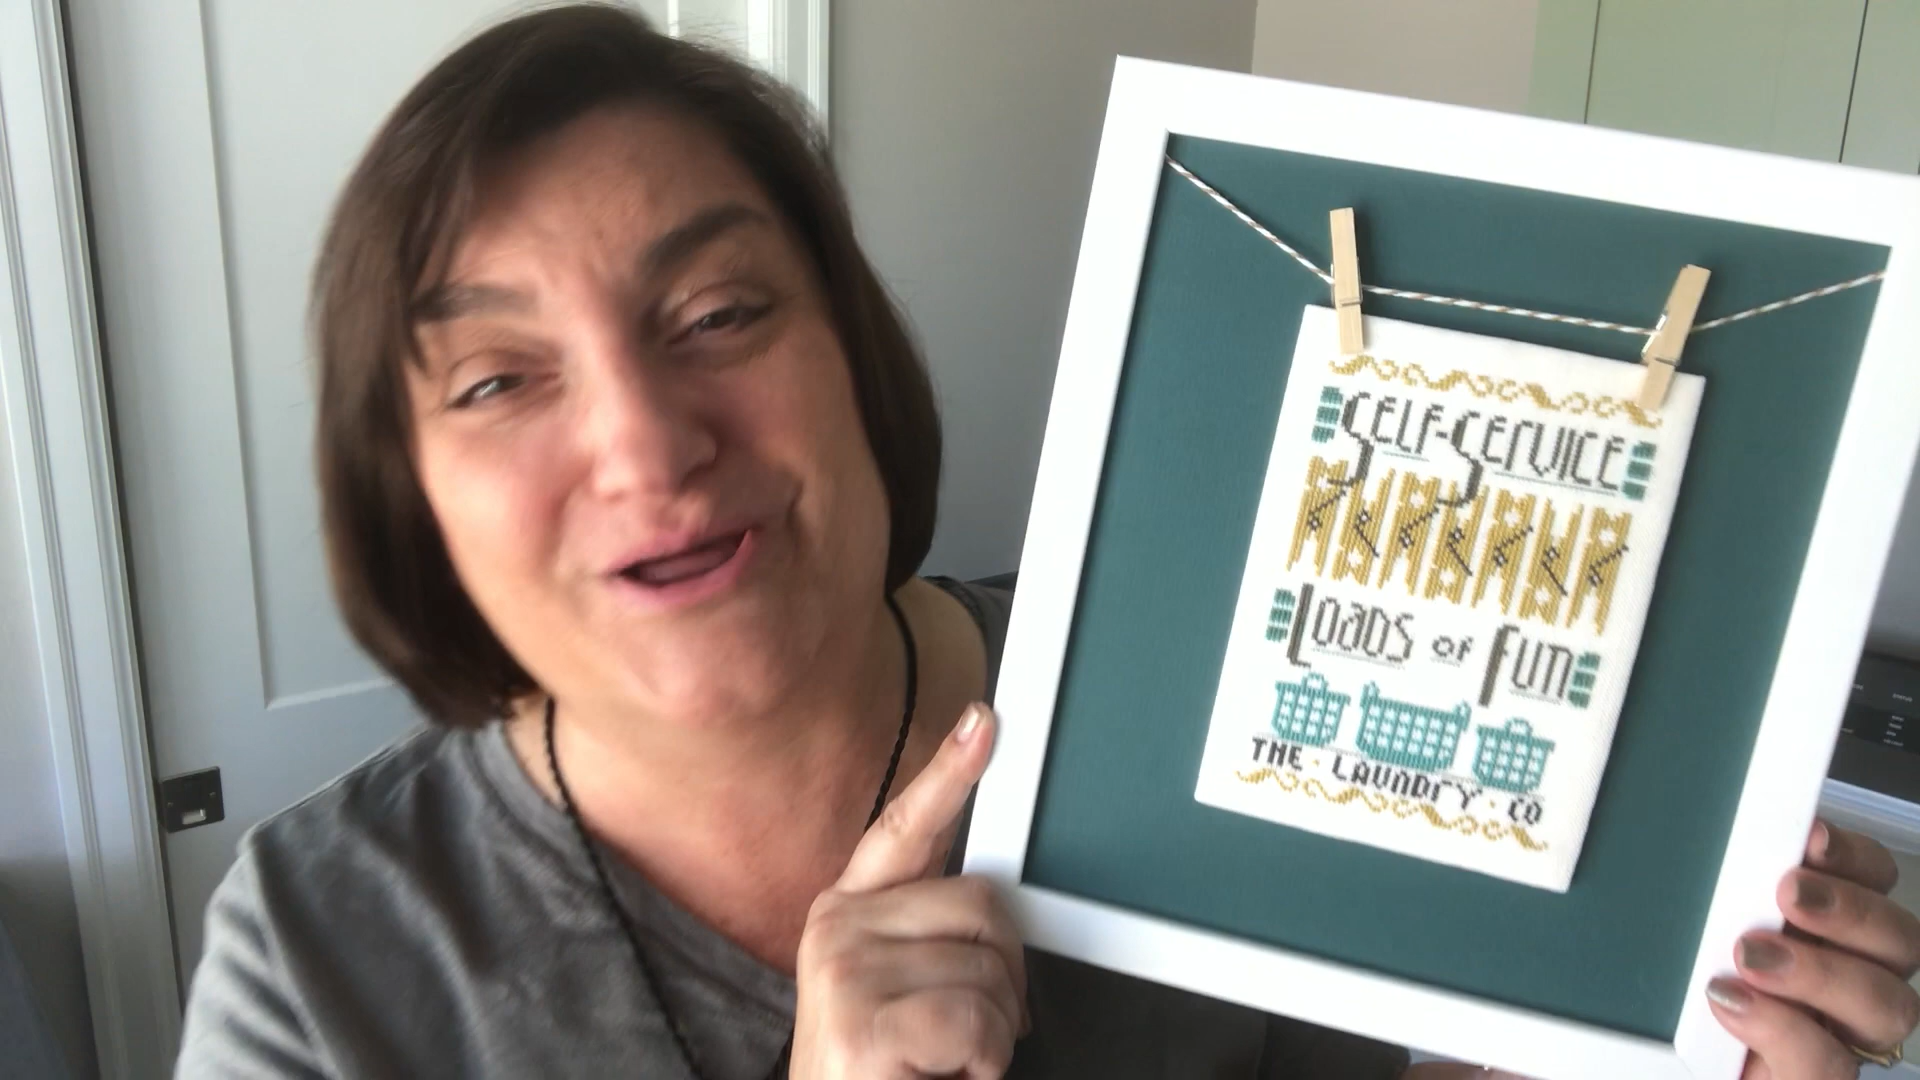 SELF-SERVICE
LOADS OF FUN
THE · LAUNDRY · CO